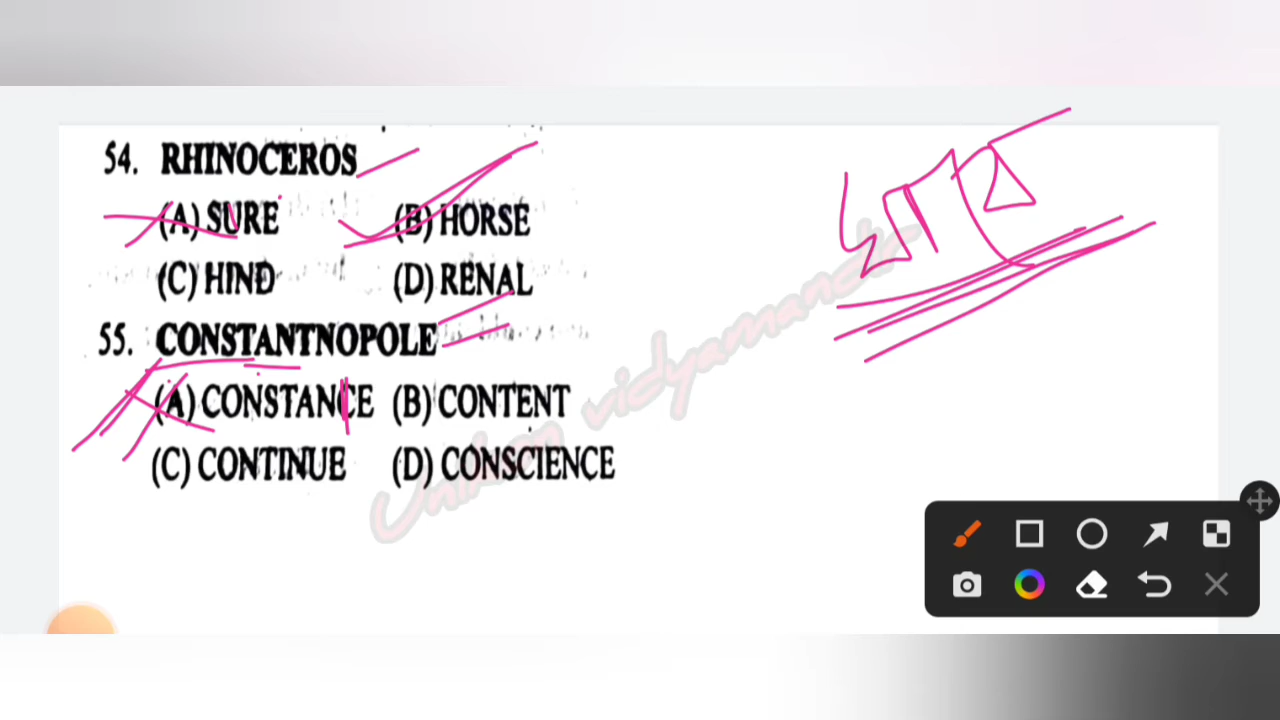 54. RHINOCEROS
(A) SURE (B) HORSE
(C) HIND (D) RENAL
55. CONSTANTNOPOLE
(A) CONSTANCE (B) CONTENT
(C) CONTINUE (D) CONSCIENCE